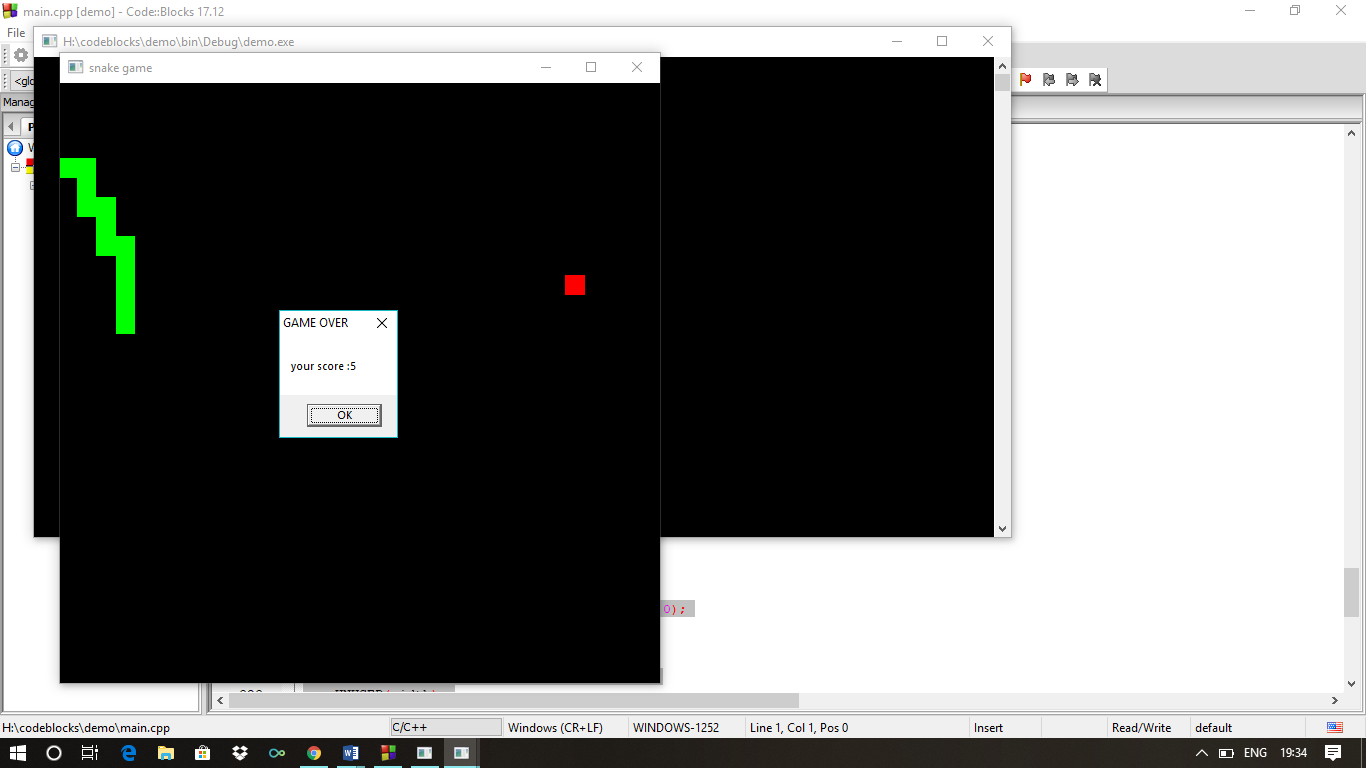 main.cpp [demo] - Code::Blocks 17.12
File
H:\codeblocks\demo\bin\Debug\demo.exe
snake game
<glo
Manag
P
W
GAME OVER
your score :5
OK
0);
H:\codeblocks\demo\main.cpp
C/C++
Windows (CR+LF)
WINDOWS-1252
Line 1, Col 1, Pos 0
Insert
Read/Write
default
ENG
19:34